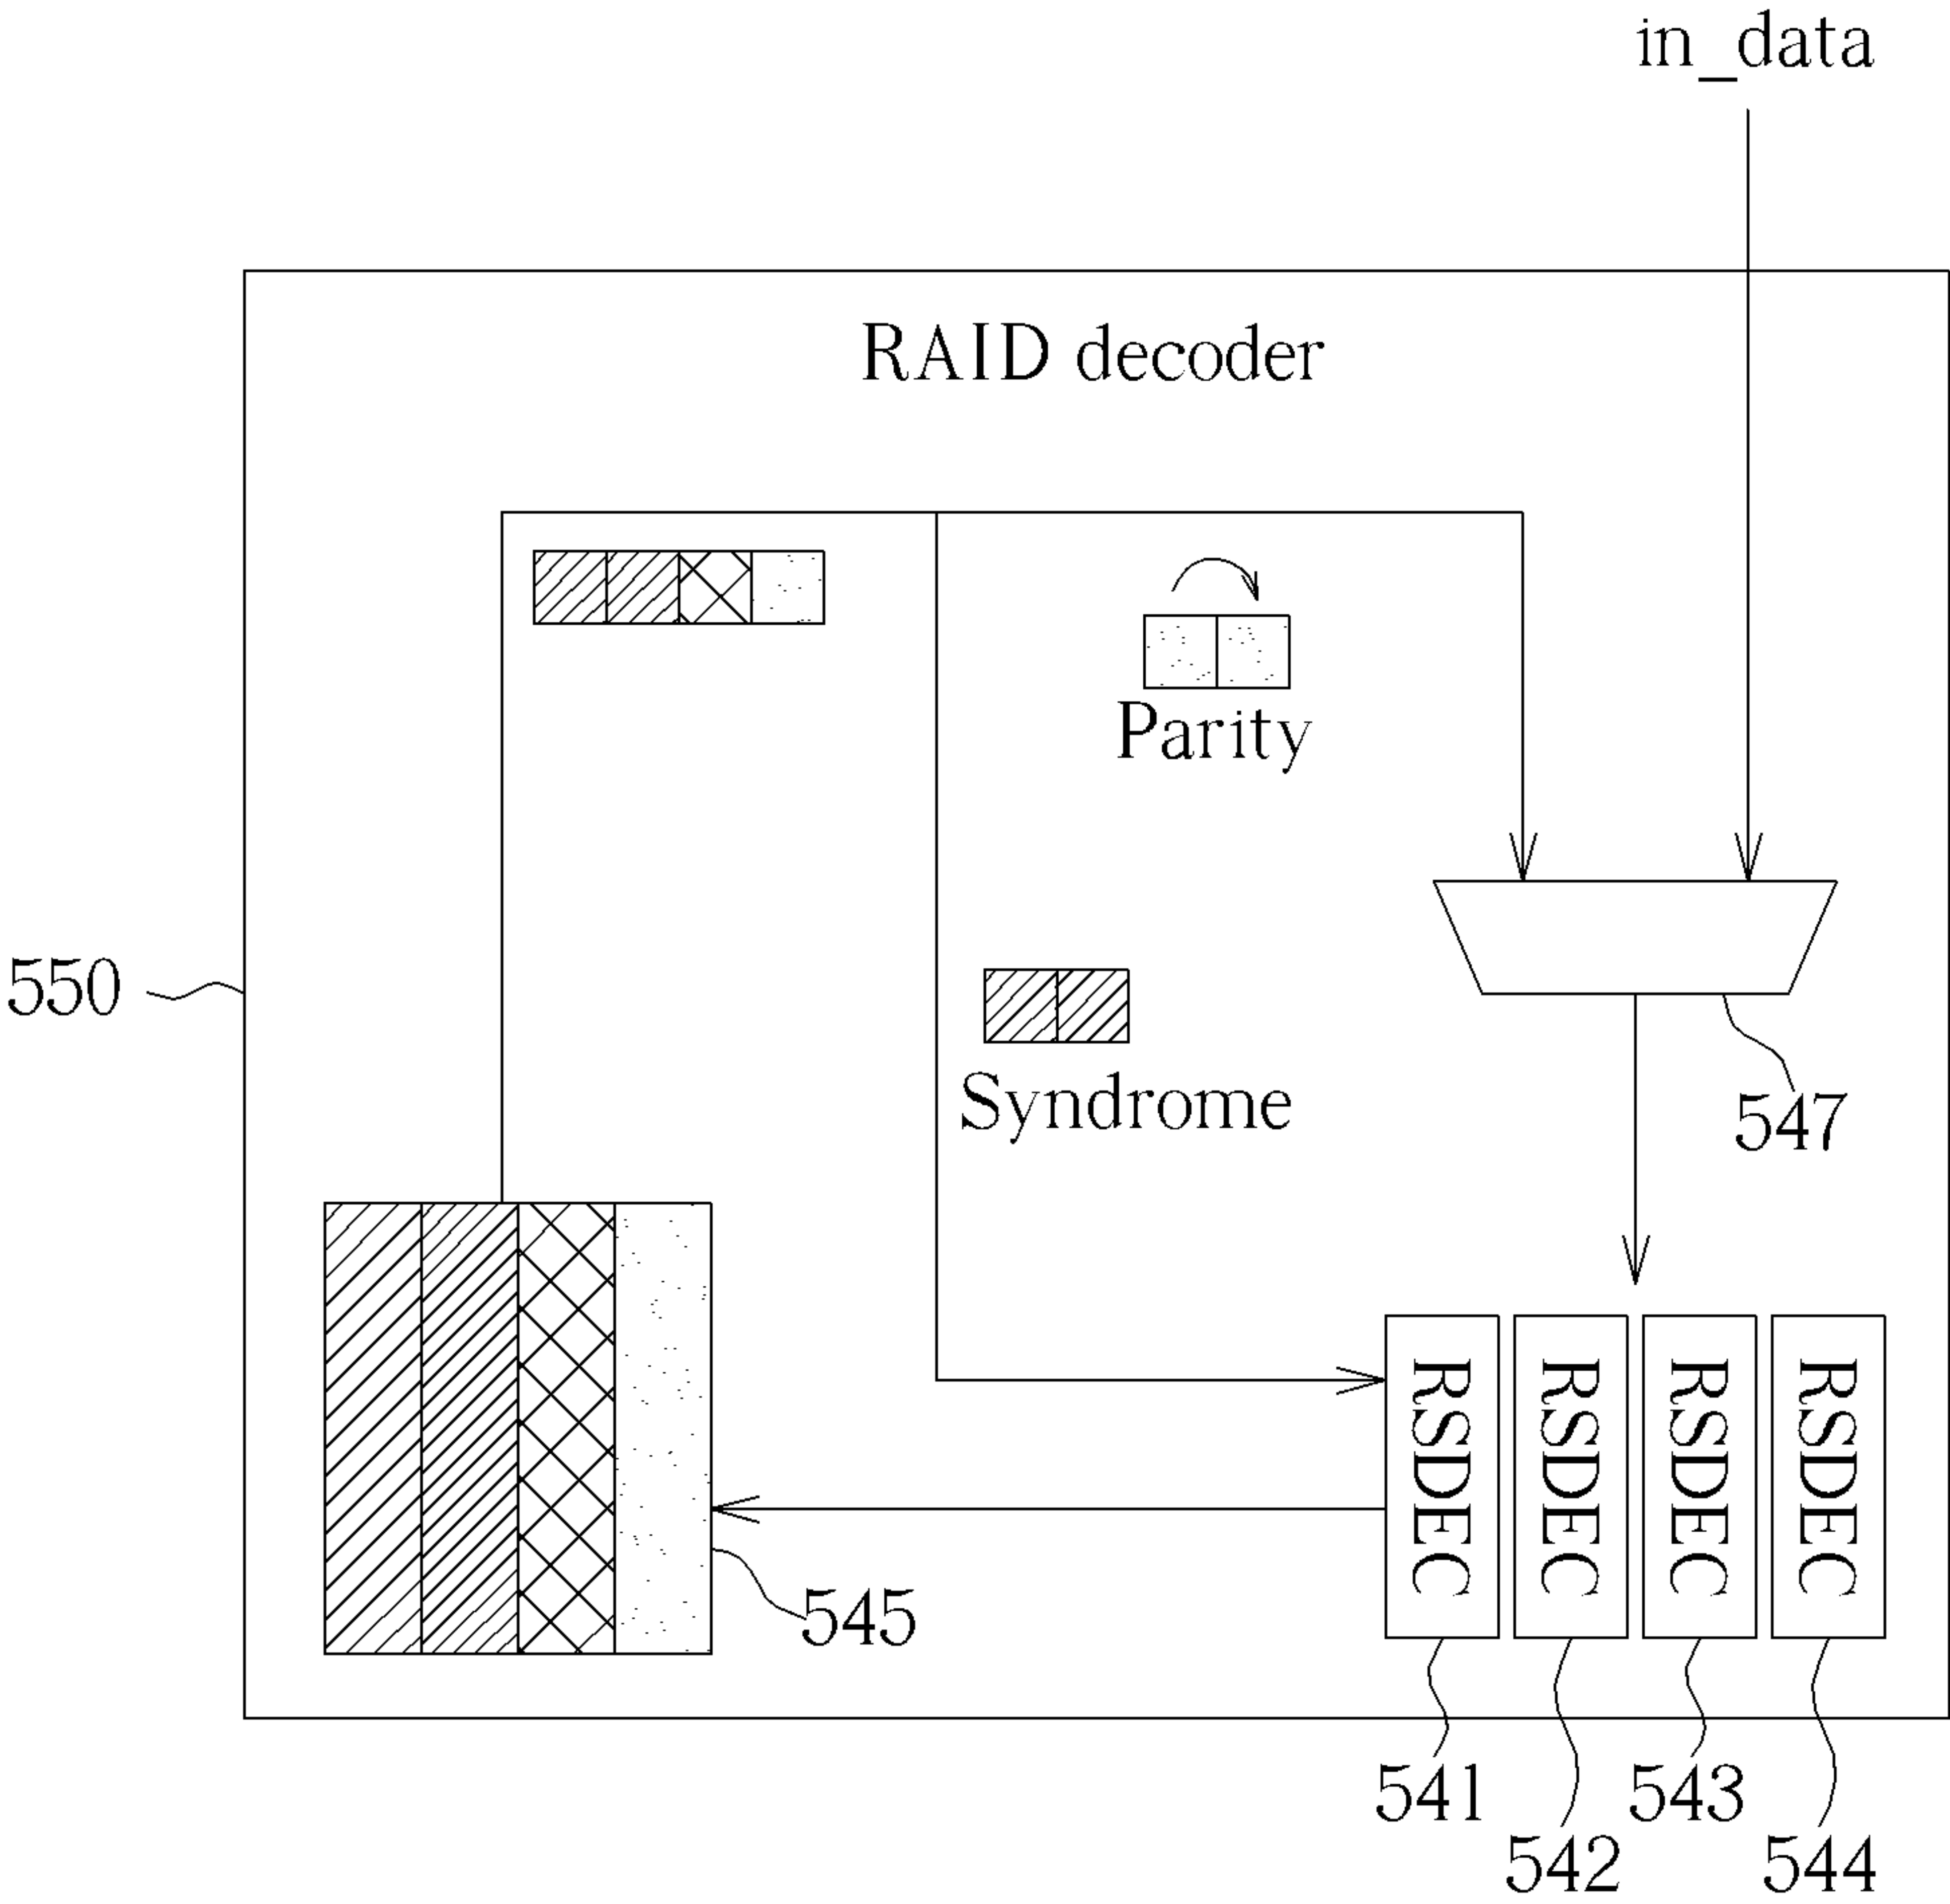 in_data
RAID decoder
Parity
550
Syndrome
547
RSDEC
RSDEC
RSDEC
RSDEC
545
541
543
542
544